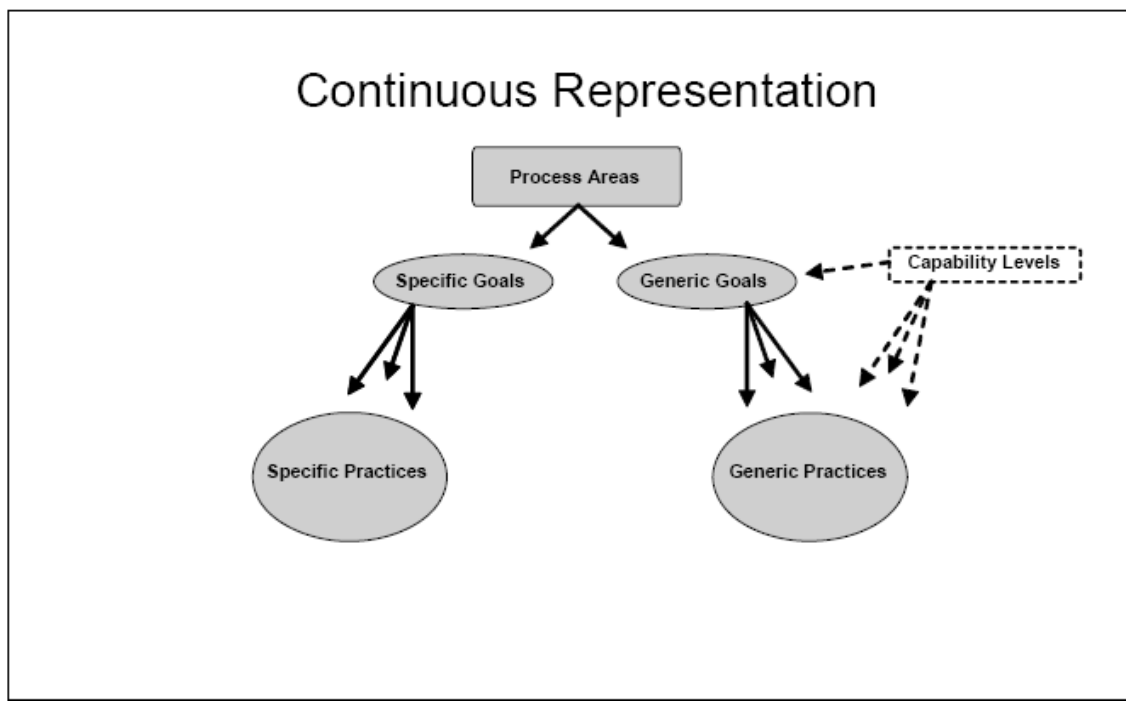 Continuous Representation
Process Areas
Specific Goals
Generic Goals
Capability Levels
Specific Practices
Generic Practices